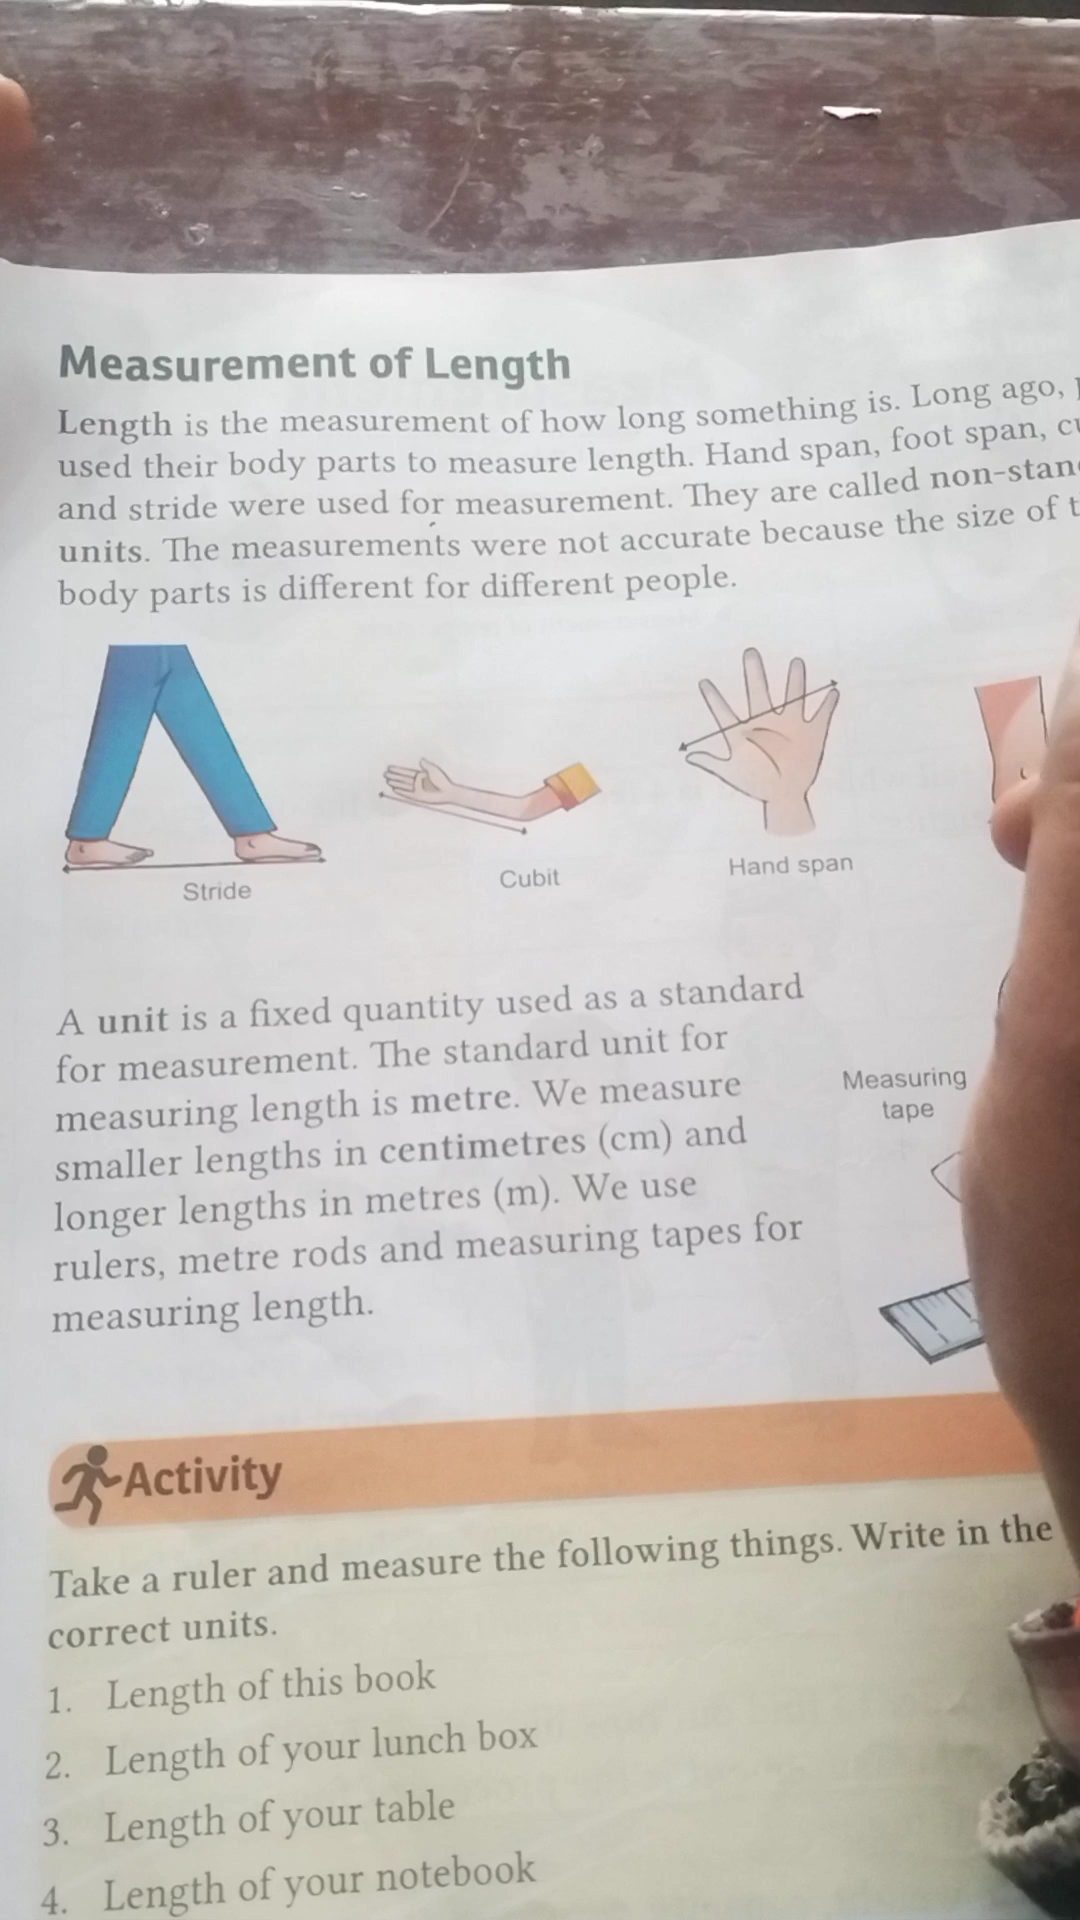 Measurement of Length
Length is the measurement of how long something is. Long ago,
used their body parts to measure length. Hand span, foot span,
and stride were used for measurement. They are called
units. The measurements were not accurate because the size of
body parts is different for different people.
Stride
Cubit
Hand span
A unit is a fixed quantity used as a standard
for measurement. The standard unit for
measuring length is metre. We measure
smaller lengths in centimetres (cm) and
longer lengths in metres (m). We use
rulers, metre rods and measuring tapes for
measuring length.
Measuring
tape
Activity
Take a ruler and measure the following things. Write in the
correct units.
1. Length of this book
2. Length of your lunch box
3. Length of your table
4. Length of your notebook